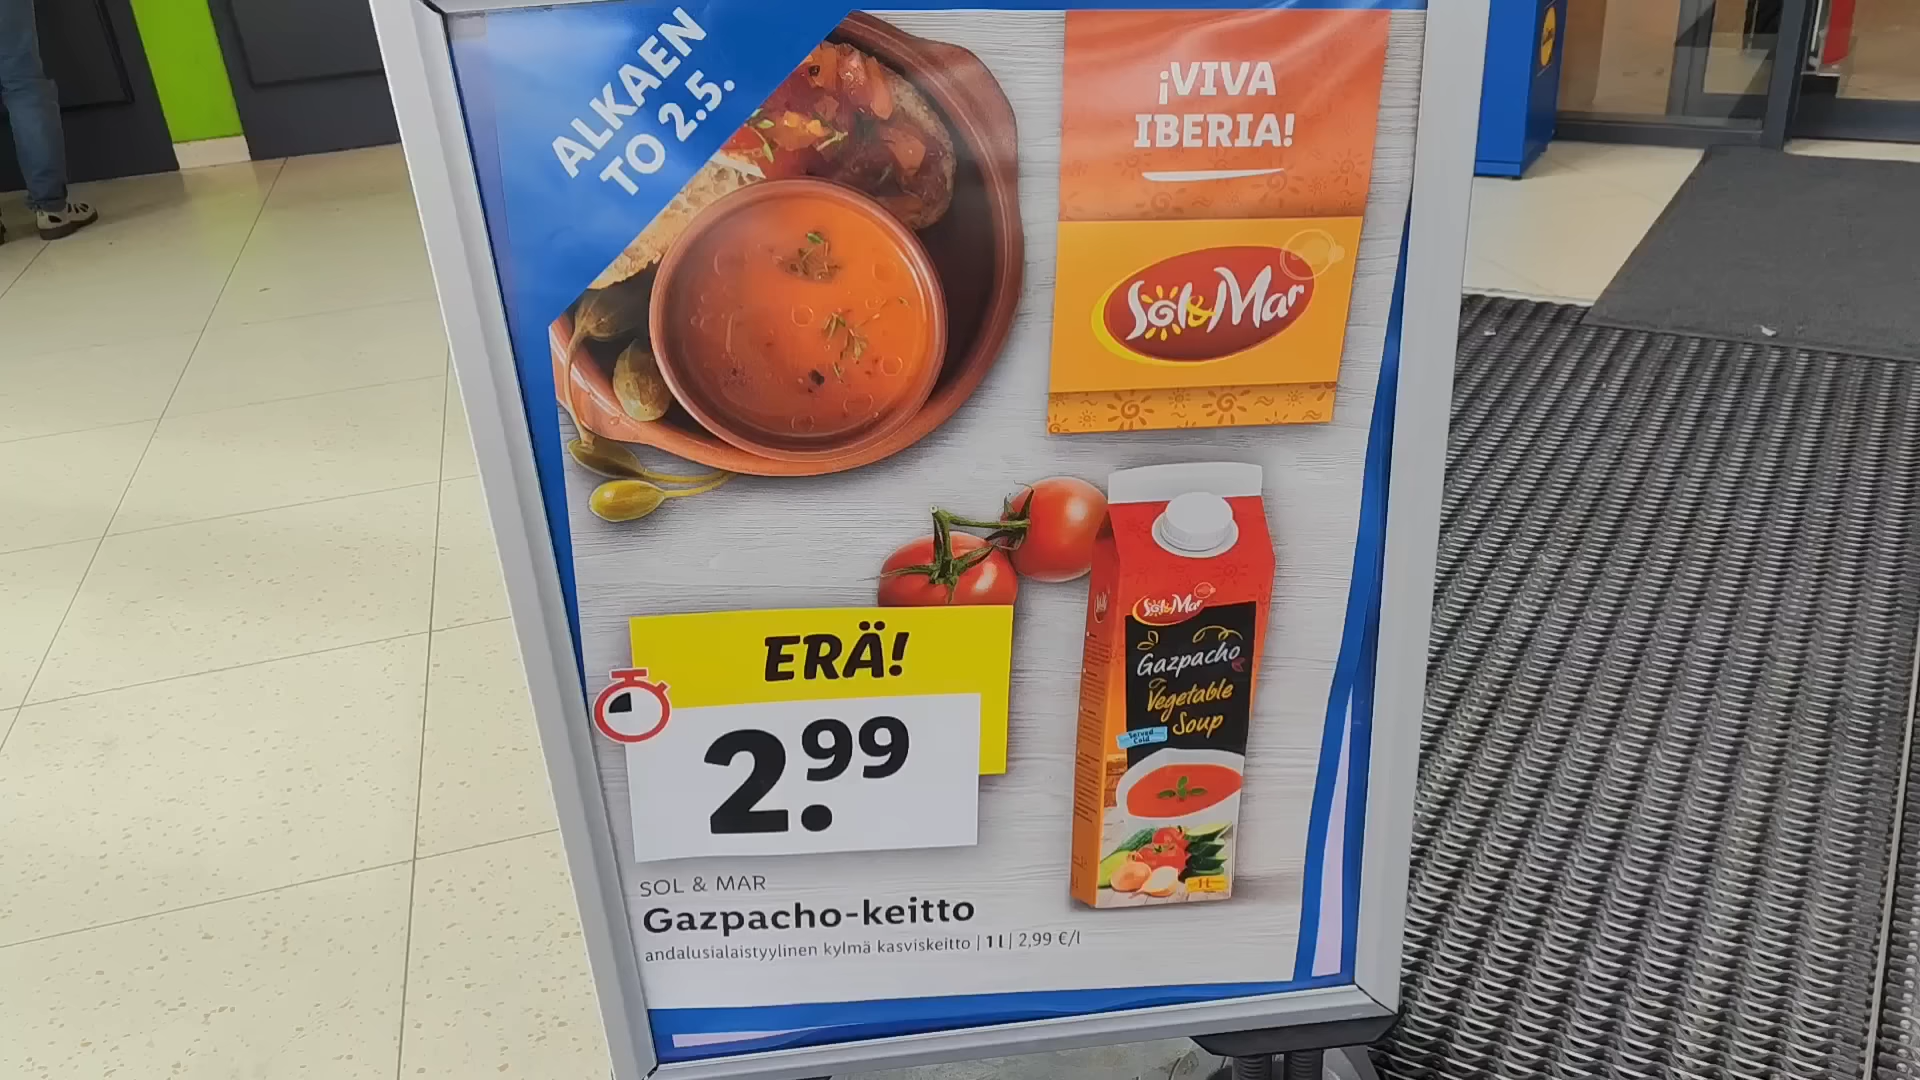 ALKAEN
TO 2.5.
¡VIVA
IBERIA!
Sol&Mar
Sol&Mar
Gazpacho
Vegetable
Soup
Served
Cold
1L
ERÄ!
2.99
SOL & MAR
Gazpacho-keitto
andalusialaistyylinen kylmä kasviskeitto | 1 l | 2,99 €/l